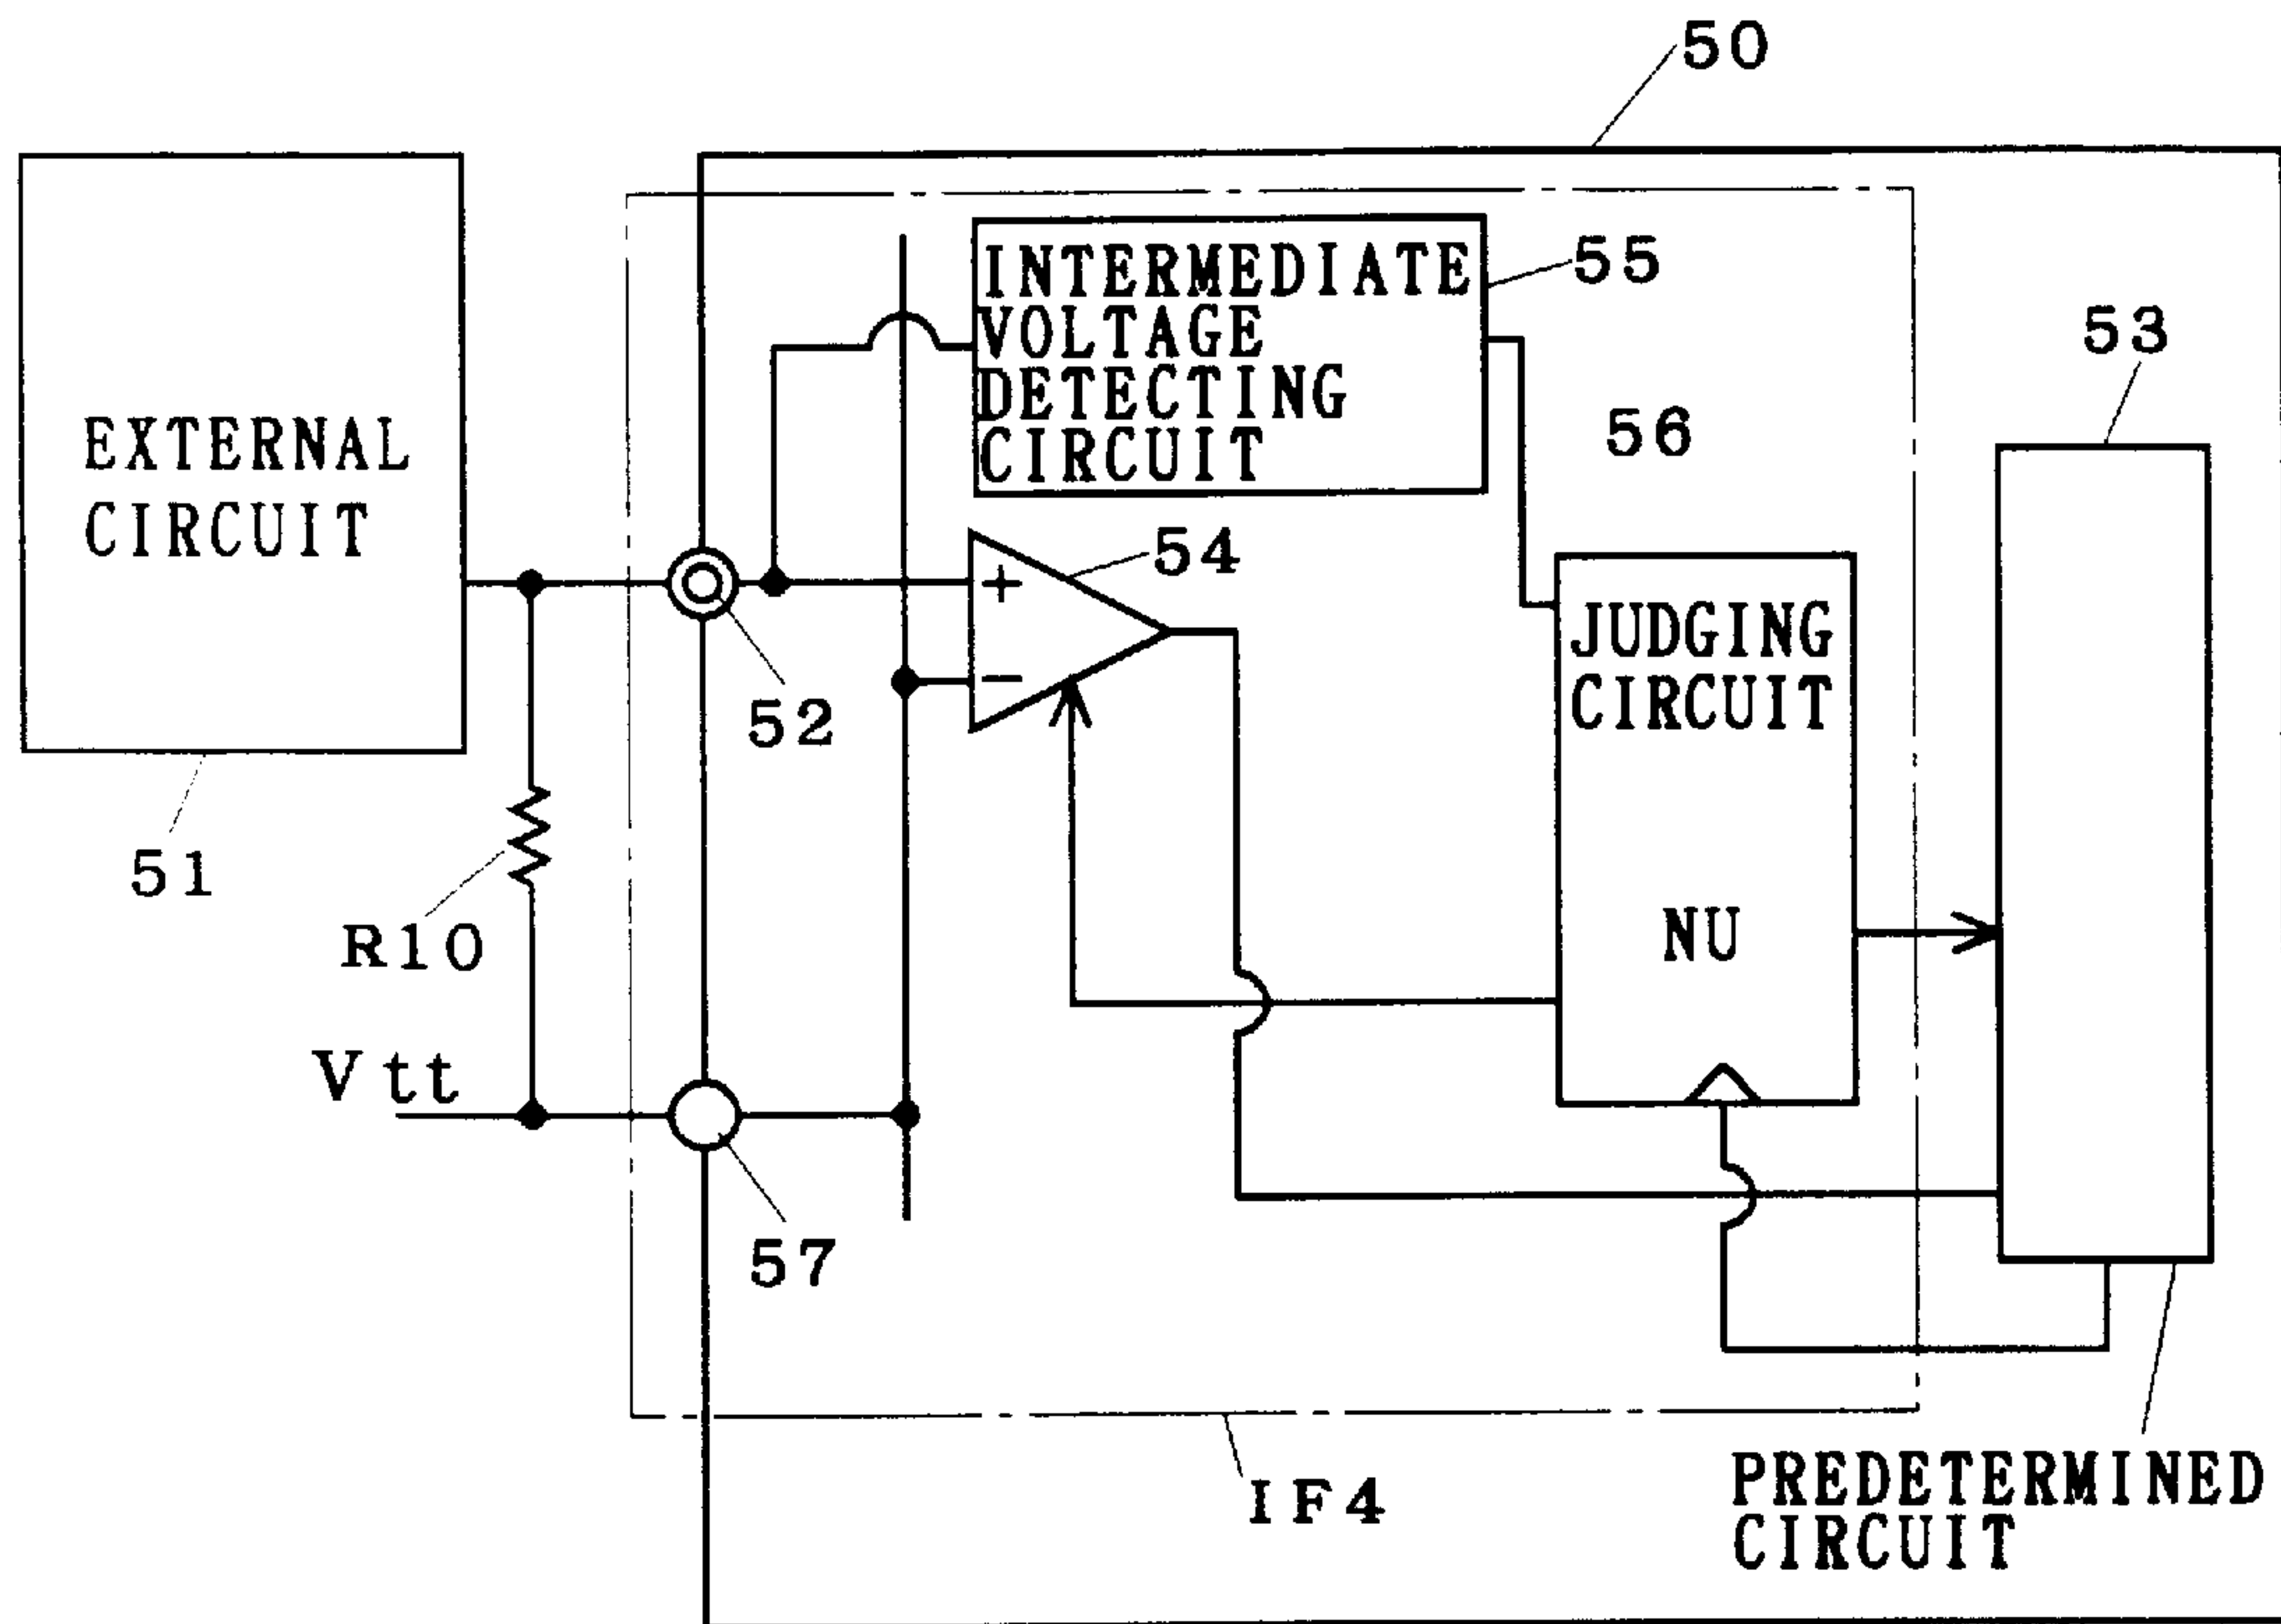 50
INTERMEDIATE
VOLTAGE
DETECTING
CIRCUIT
55
53
56
EXTERNAL
CIRCUIT
54
+
−
52
JUDGING
CIRCUIT
NU
51
R10
Vtt
57
IF4
PREDETERMINED
CIRCUIT